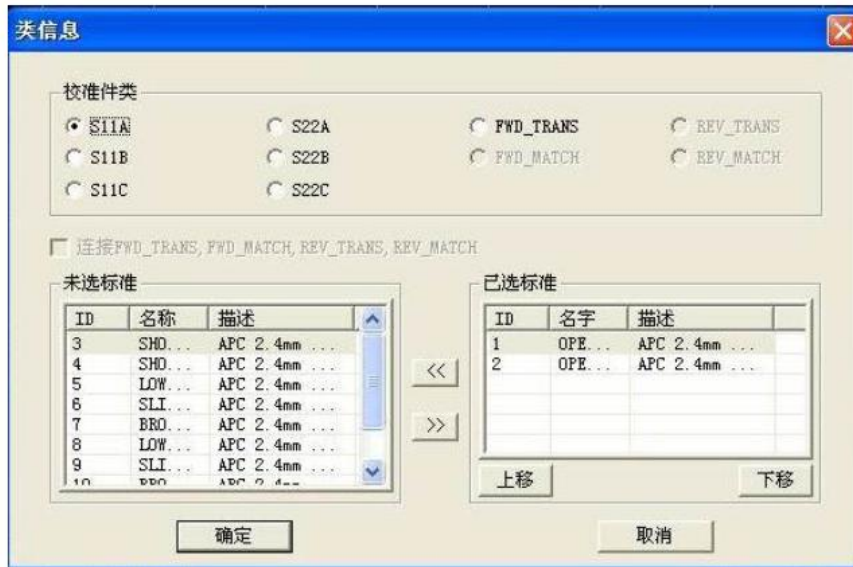 类信息
校准件类
S11A S22A FWD_TRANS REV_TRANS
S11B S22B FWD_MATCH REV_MATCH
S11C S22C
连接FWD_TRANS, FWD_MATCH, REV_TRANS, REV_MATCH
未选标准
ID 名称 描述
3 SHO... APC 2.4mm ...
4 SHO... APC 2.4mm ...
5 LOW... APC 2.4mm ...
6 SLI... APC 2.4mm ...
7 BRO... APC 2.4mm ...
8 LOW... APC 2.4mm ...
9 SLI... APC 2.4mm ...
<<
>>
已选标准
ID 名字 描述
1 OPE... APC 2.4mm ...
2 OPE... APC 2.4mm ...
上移 下移
确定 取消